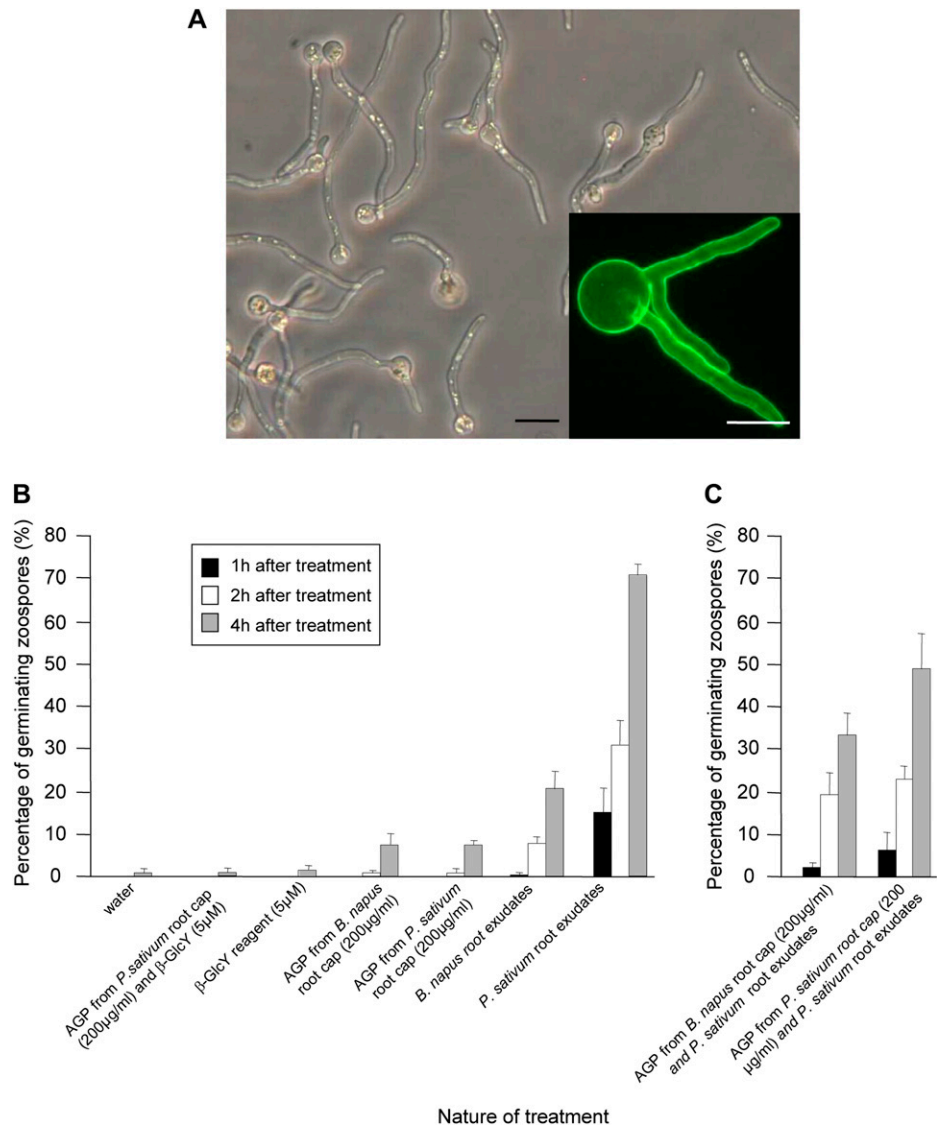 A
B
Percentage of germinating zoospores (%)
80
70
60
50
40
30
20
10
0
1h after treatment
2h after treatment
4h after treatment
water
AGP from P.sativum root cap
(200µg/ml) and β-GlcY (5µM)
β-GlcY reagent (5µM)
AGP from B. napus
root cap (200µg/ml)
AGP from P. sativum
root cap (200µg/ml)
B. napus root exudates
P. sativum root exudates
C
Percentage of germinating zoospores (%)
80
70
60
50
40
30
20
10
0
AGP from B. napus root cap (200µg/ml)
and P. sativum root exudates
AGP from P. sativum root cap (200
µg/ml) and P. sativum root exudates
Nature of treatment